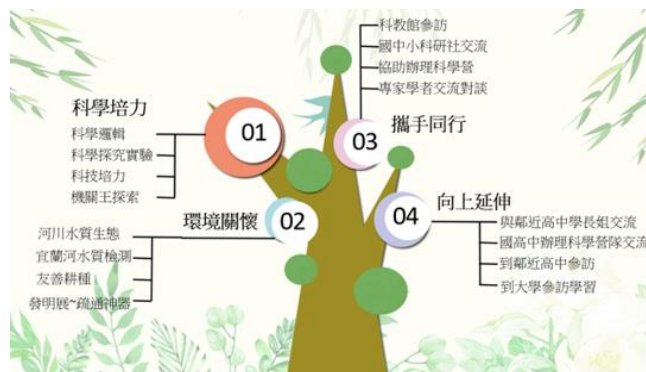 01
科學培力
科學邏輯
科學探究實驗
科技培力
機關王探索
02
環境關懷
河川水質生態
宜蘭河水質檢測
友善耕種
發明展~疏通神器
03
攜手同行
科教館參訪
國中小科研社交流
協助辦理科學營
專家學者交流對談
04
向上延伸
與鄰近高中學長姐交流
國高中辦理科學營隊交流
到鄰近高中參訪
到大學參訪學習